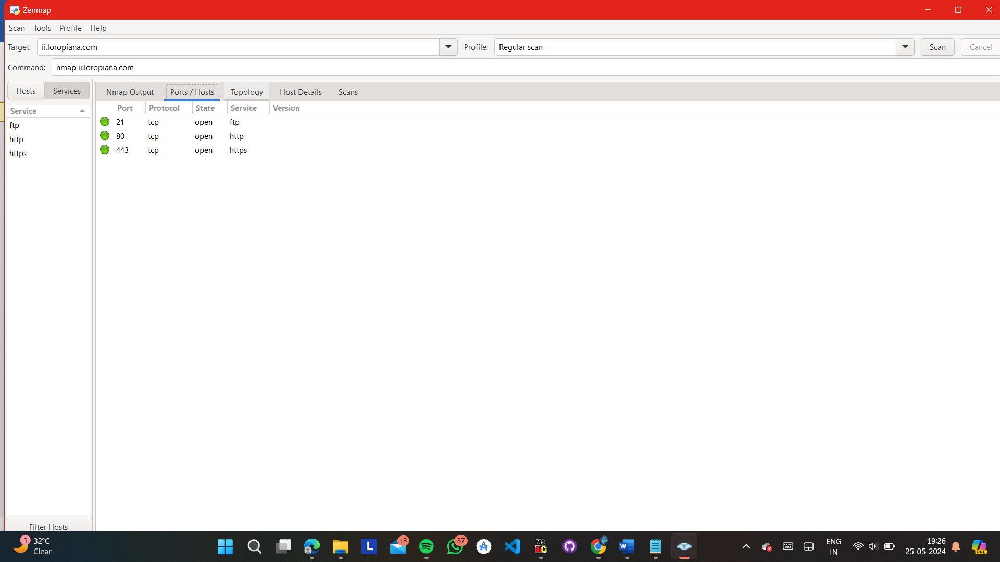 Zenmap
Scan Tools Profile Help
Target: ii.loropiana.com Profile: Regular scan Scan Cancel
Command: nmap ii.loropiana.com
Hosts Services Nmap Output Ports / Hosts Topology Host Details Scans
Service
ftp
http
https
Port Protocol State Service Version
21 tcp open ftp
80 tcp open http
443 tcp open https
Filter Hosts
1 32°C
Clear
L
13
37
Ms
W
ENG
IN
19:26
25-05-2024
PRE